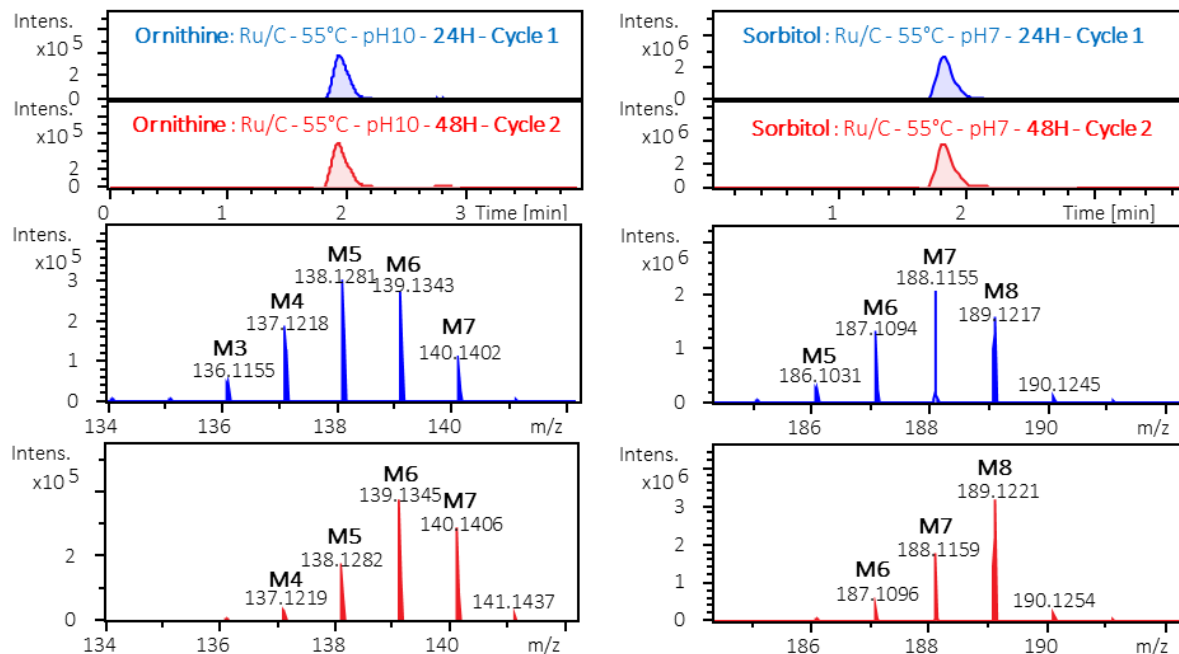 Intens.
x10 5
2
0
Ornithine: Ru/C - 55°C - pH10 - 24H - Cycle 1
Intens.
x10 5
2
0
Ornithine : Ru/C - 55°C - pH10 - 48H - Cycle 2
0 1 2 3 Time [min]
Intens.
x10 6
2
0
Sorbitol : Ru/C - 55°C - pH7 - 24H - Cycle 1
Intens.
x10 6
2
0
Sorbitol: Ru/C - 55°C - pH7 - 48H - Cycle 2
1 2 Time [min]
Intens.
x10 5
3
2
1
0
M3
136.1155
M4
137.1218
M5
138.1281
M6
139.1343
M7
140.1402
134 136 138 140 m/z
Intens.
x10 6
2
1
0
M5
186.1031
M6
187.1094
M7
188.1155
M8
189.1217
190.1245
186 188 190 m/z
Intens.
x10 5
2
0
M4
137.1219
M5
138.1282
M6
139.1345
M7
140.1406
141.1437
134 136 138 140 m/z
Intens.
x10 6
3
2
1
0
M6
187.1096
M7
188.1159
M8
189.1221
190.1254
186 188 190 m/z